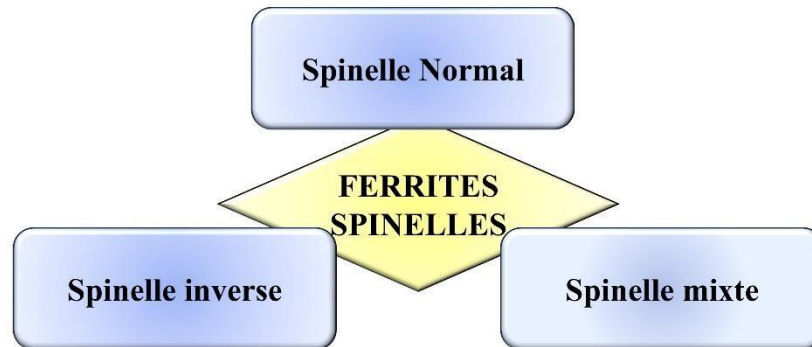 Spinelle Normal
FERRITES
SPINELLES
Spinelle inverse
Spinelle mixte